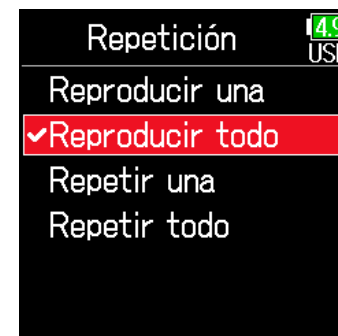 Repetición
Reproducir una
✔Reproducir todo
Repetir una
Repetir todo